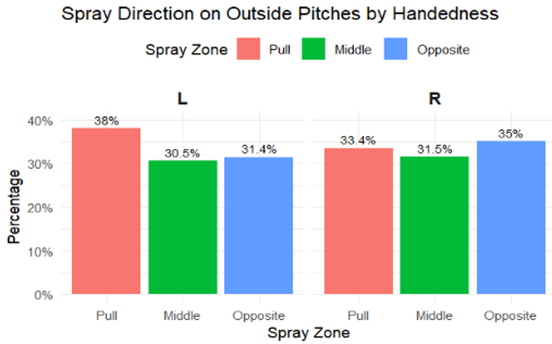 Spray Direction on Outside Pitches by Handedness
Spray Zone Pull Middle Opposite
L R
40%
30%
20%
10%
0%
Percentage
38% 30.5% 31.4% 33.4% 31.5% 35%
Pull Middle Opposite Pull Middle Opposite
Spray Zone